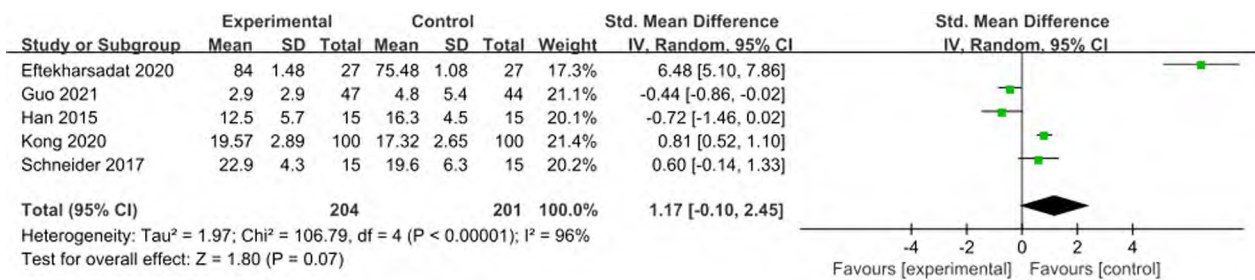 Experimental Control Std. Mean Difference Std. Mean Difference
Study or Subgroup Mean SD Total Mean SD Total Weight IV, Random, 95% CI IV, Random, 95% CI
Eftekharsadat 2020 84 1.48 27 75.48 1.08 27 17.3% 6.48 [5.10, 7.86]
Guo 2021 2.9 2.9 47 4.8 5.4 44 21.1% -0.44 [-0.86, -0.02]
Han 2015 12.5 5.7 15 16.3 4.5 15 20.1% -0.72 [-1.46, 0.02]
Kong 2020 19.57 2.89 100 17.32 2.65 100 21.4% 0.81 [0.52, 1.10]
Schneider 2017 22.9 4.3 15 19.6 6.3 15 20.2% 0.60 [-0.14, 1.33]
Total (95% CI) 204 201 100.0% 1.17 [-0.10, 2.45]
Heterogeneity: Tau² = 1.97; Chi² = 106.79, df = 4 (P < 0.00001); I² = 96%
Test for overall effect: Z = 1.80 (P = 0.07)
-4 -2 0 2 4
Favours [experimental] Favours [control]